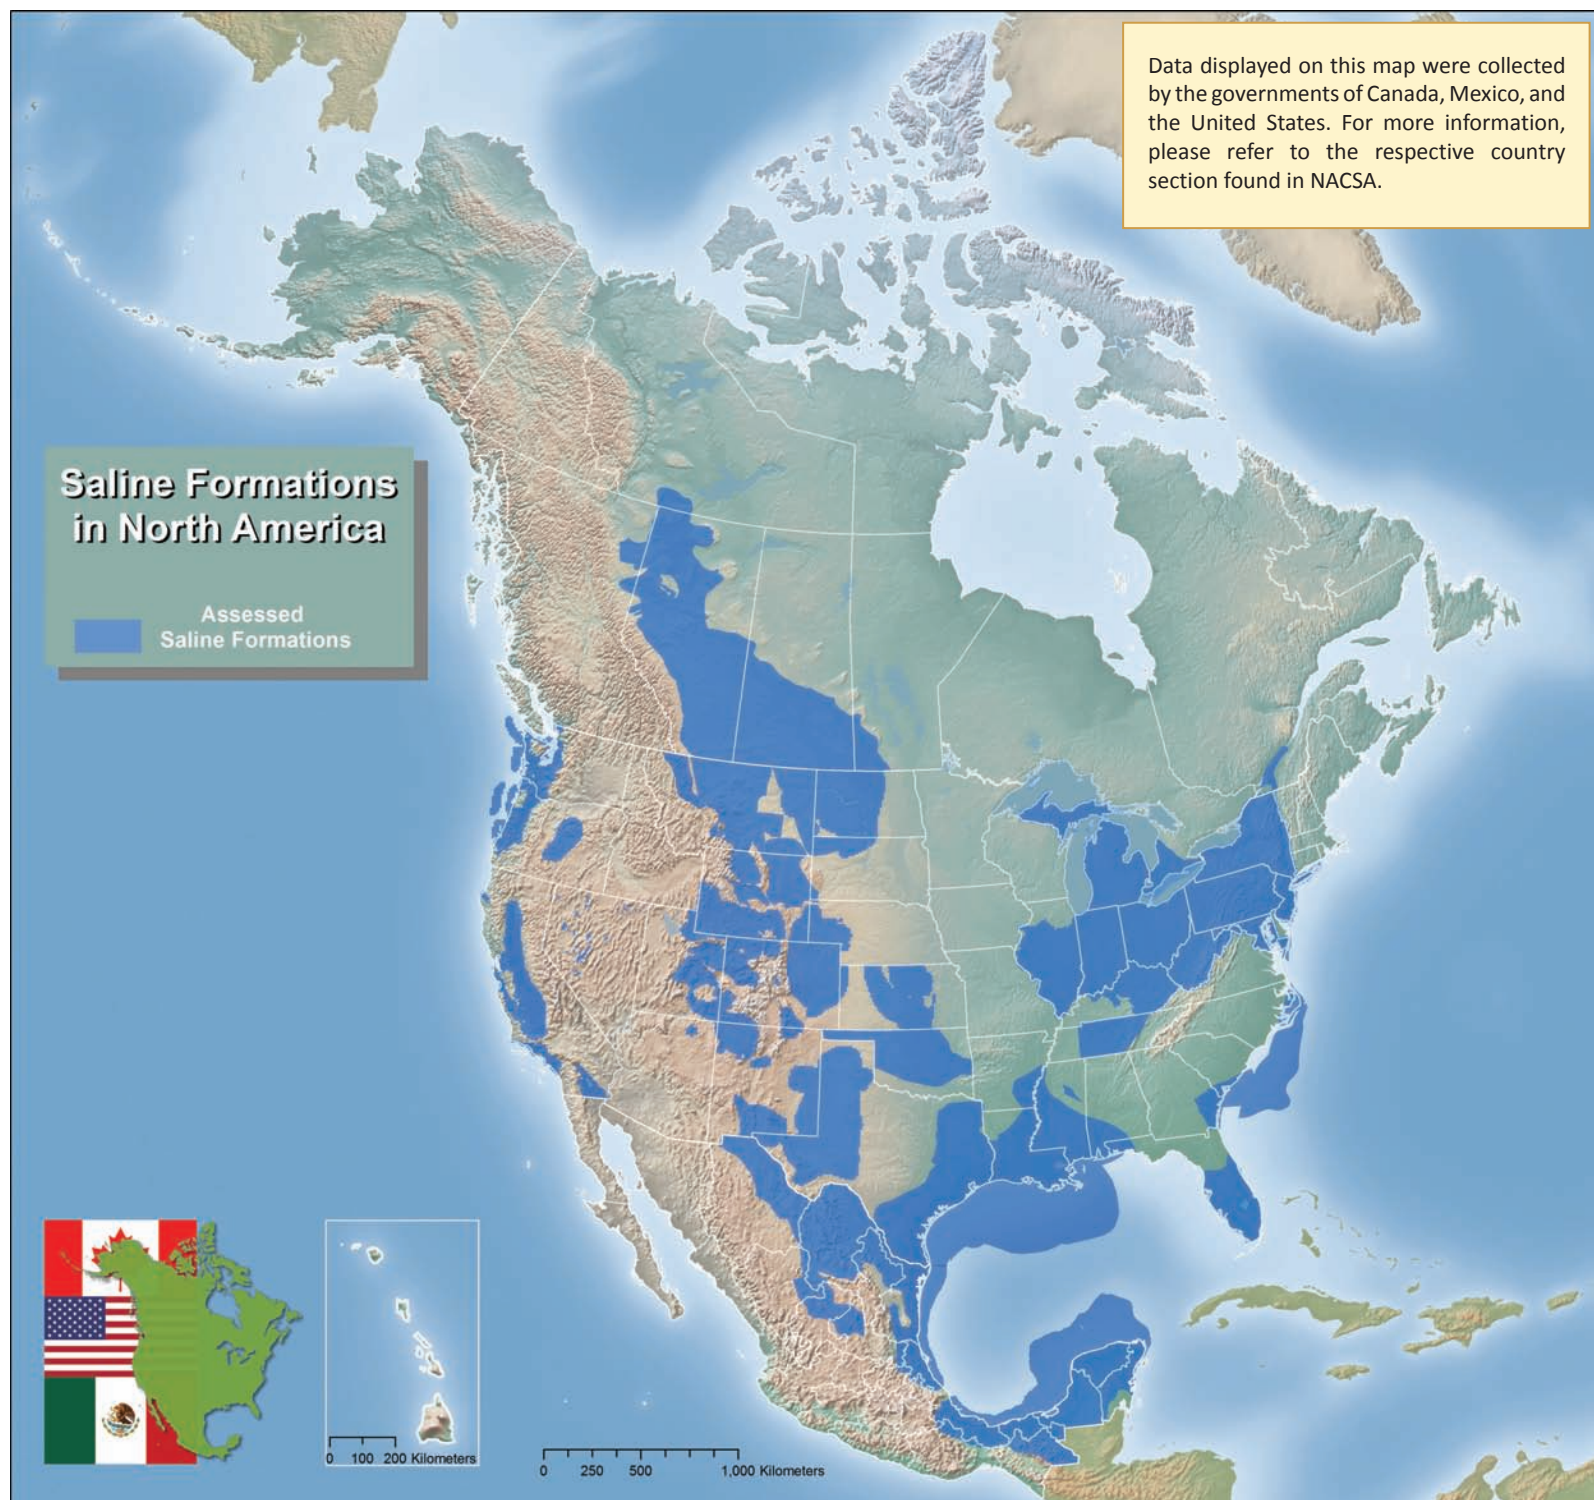 Data displayed on this map were collected
by the governments of Canada, Mexico, and
the United States. For more information,
please refer to the respective country
section found in NACSA.
Saline Formations
in North America
Assessed
Saline Formations
0 100 200 Kilometers
0 250 500 1,000 Kilometers